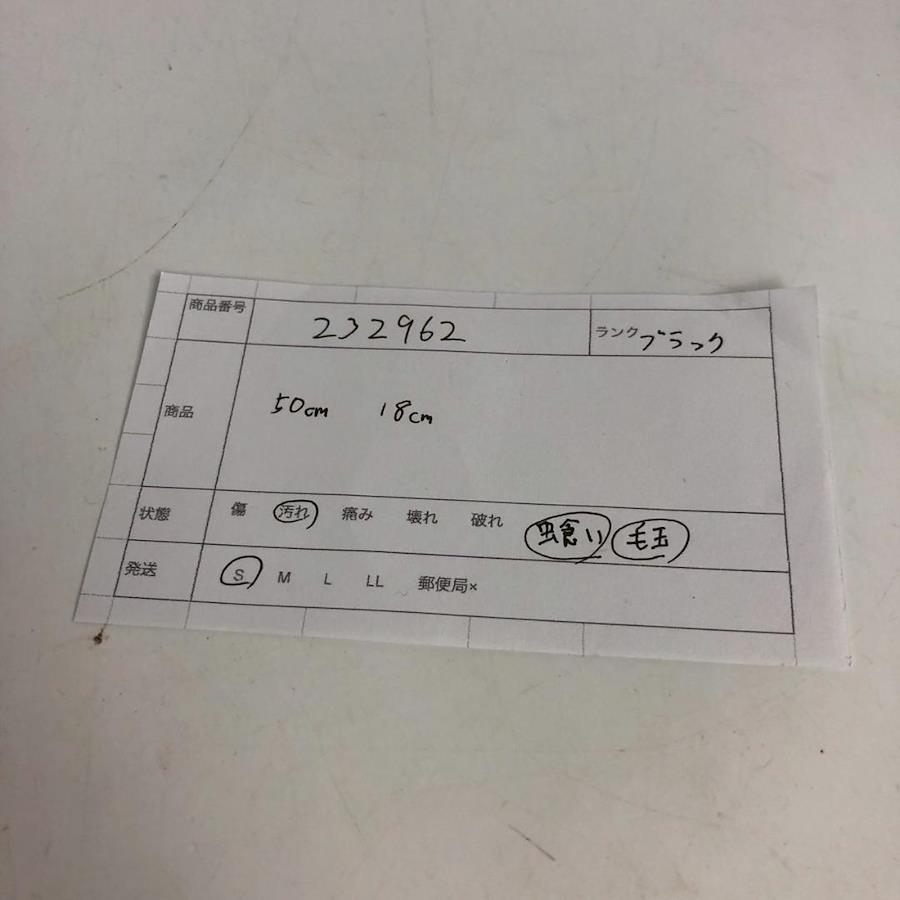 商品番号 232962 ランク ブラック
商品 50cm 18cm
状態 傷 汚れ 痛み 壊れ 破れ 虫食い 毛玉
発送 S M L LL 郵便局×